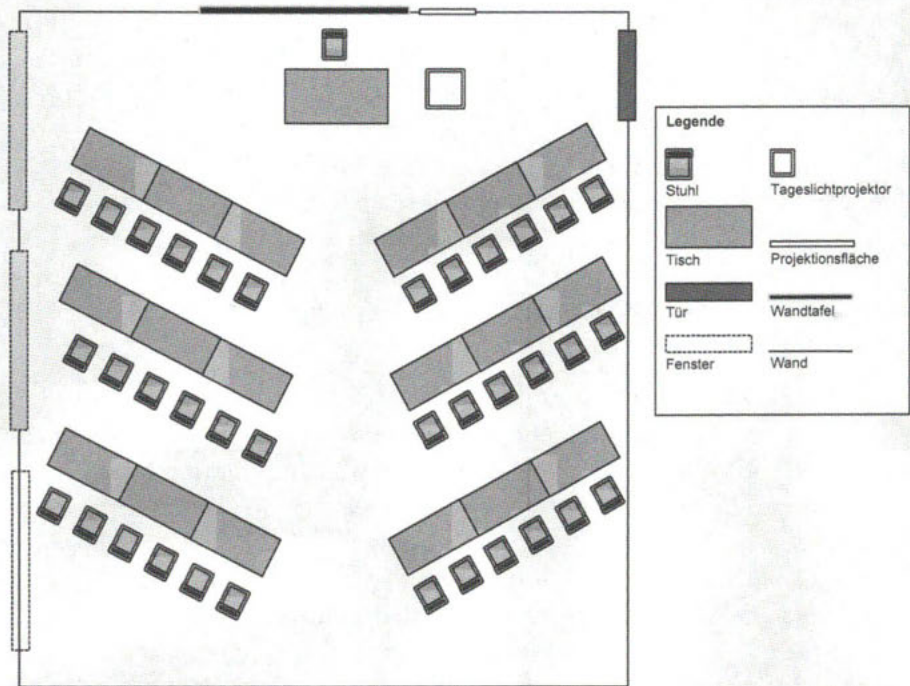 Legende
Stuhl
Tageslichtprojektor
Tisch
Projektionsfläche
Tür
Wandtafel
Fenster
Wand